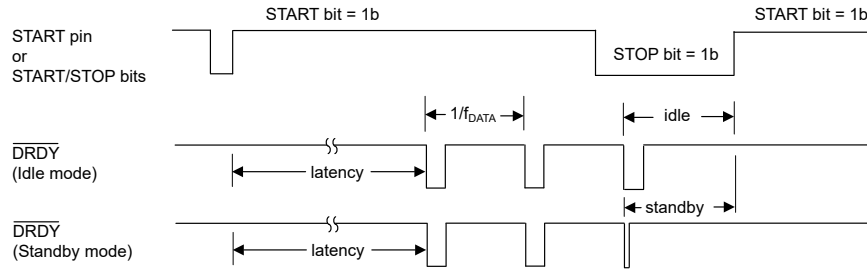 START bit = 1b
START bit = 1b
START pin
or
START/STOP bits
STOP bit = 1b
1/fDATA
idle
DRDY
(Idle mode)
latency
standby
DRDY
(Standby mode)
latency